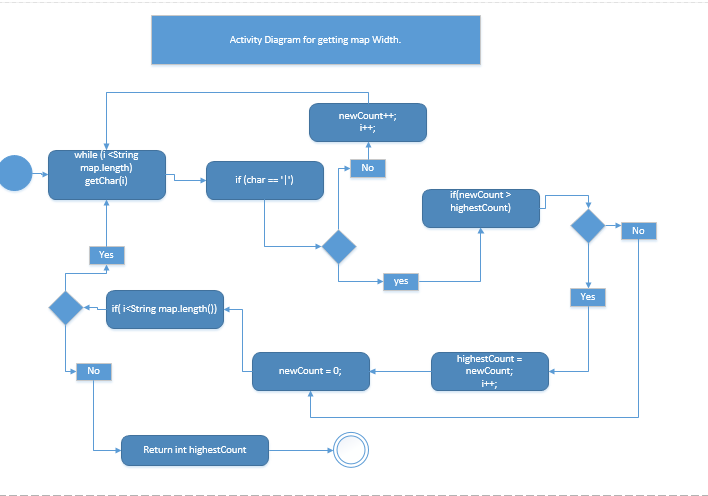 Activity Diagram for getting map Width.
newCount++;
i++;
while (i <String
map.length)
getChar(i)
if (char == '|')
No
if(newCount >
highestCount)
No
Yes
yes
Yes
if( i<String map.length())
newCount = 0;
highestCount =
newCount;
i++;
No
Return int highestCount